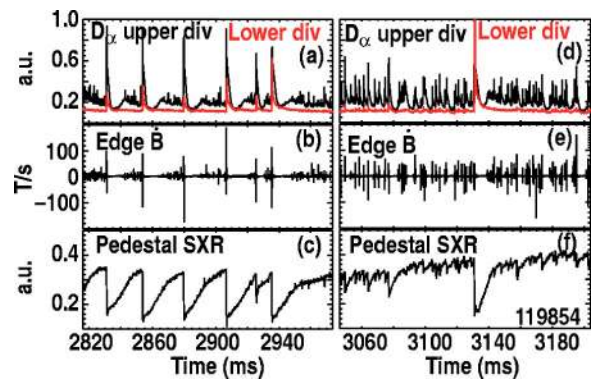 1.0
0.6
0.2
a.u.
Dα upper div Lower div
(a)
Dα upper div Lower div
(d)
100
0
−100
T/s
Edge Ḃ
(b)
Edge Ḃ
(e)
0.4
0.2
a.u.
Pedestal SXR (c)
Pedestal SXR (f)
119854
2820 2860 2900 2940
3060 3100 3140 3180
Time (ms)
Time (ms)